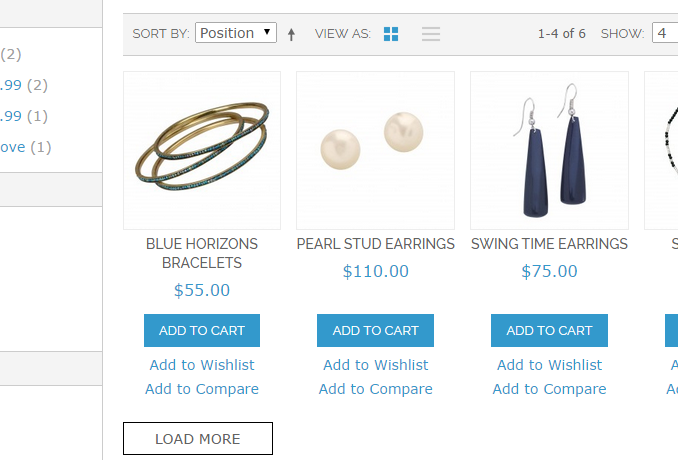 SORT BY: Position VIEW AS: 1-4 of 6 SHOW: 4
(2)
.99 (2)
.99 (1)
ove (1)
BLUE HORIZONS BRACELETS
$55.00
ADD TO CART
Add to Wishlist
Add to Compare
PEARL STUD EARRINGS
$110.00
ADD TO CART
Add to Wishlist
Add to Compare
SWING TIME EARRINGS
$75.00
ADD TO CART
Add to Wishlist
Add to Compare
LOAD MORE